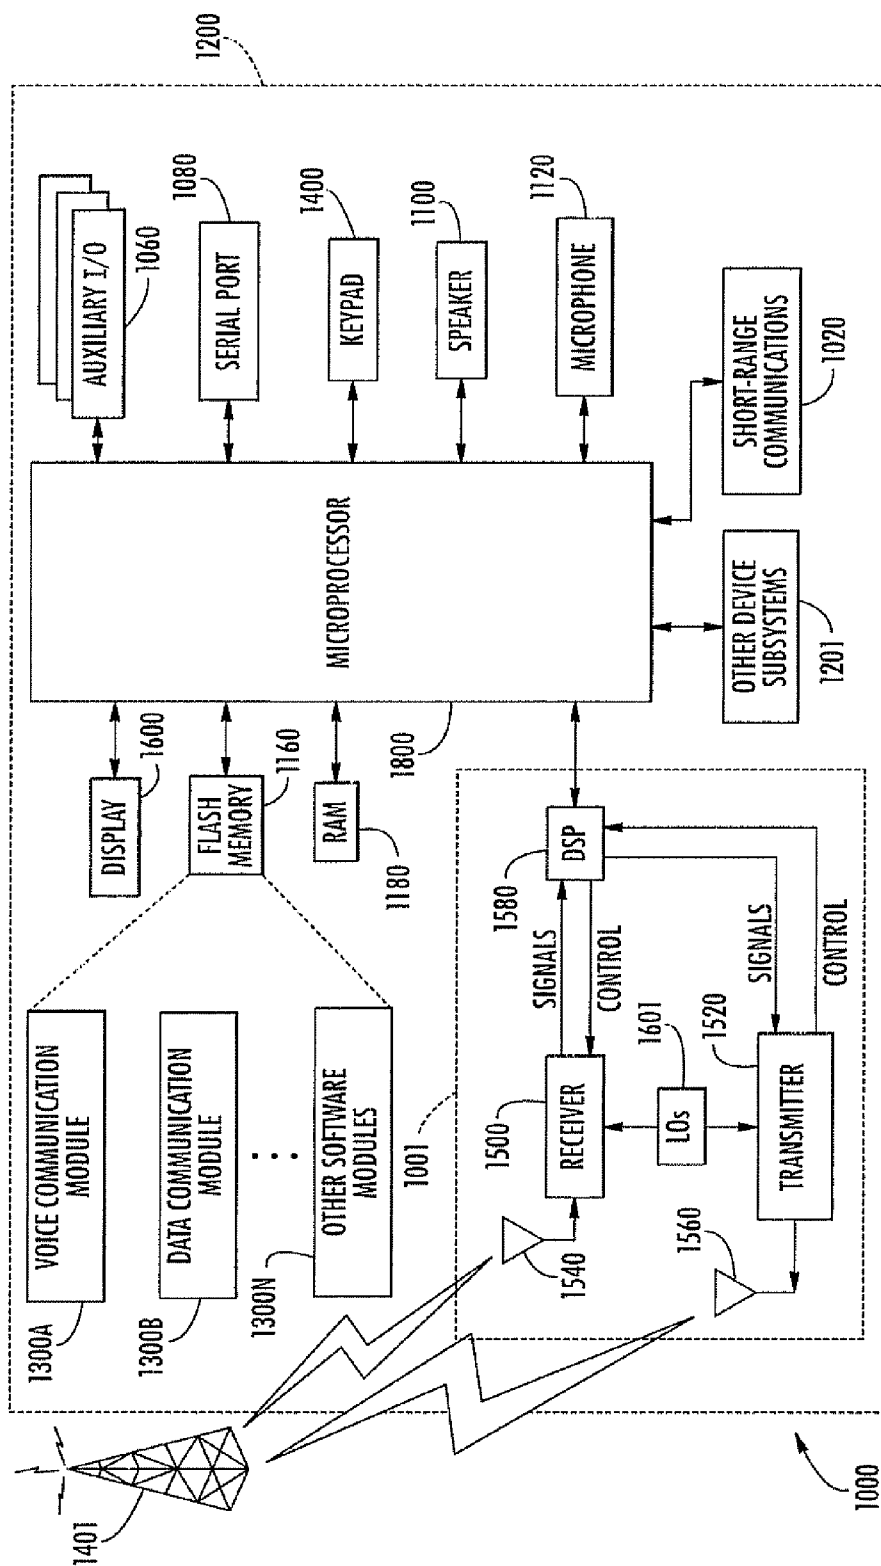 1200
AUXILIARY I/O
1060
SERIAL PORT
1080
KEYPAD
1400
SPEAKER
1100
MICROPHONE
1120
SHORT-RANGE
COMMUNICATIONS
1020
OTHER DEVICE
SUBSYSTEMS
1201
MICROPROCESSOR
1800
DISPLAY
1600
FLASH
MEMORY
1160
RAM
1180
VOICE COMMUNICATION
MODULE
1300A
DATA COMMUNICATION
MODULE
1300B
OTHER SOFTWARE
MODULES
1300N
1001
DSP
1580
SIGNALS
CONTROL
SIGNALS
CONTROL
RECEIVER
1500
LOs
1601
TRANSMITTER
1520
1540
1560
1401
1000